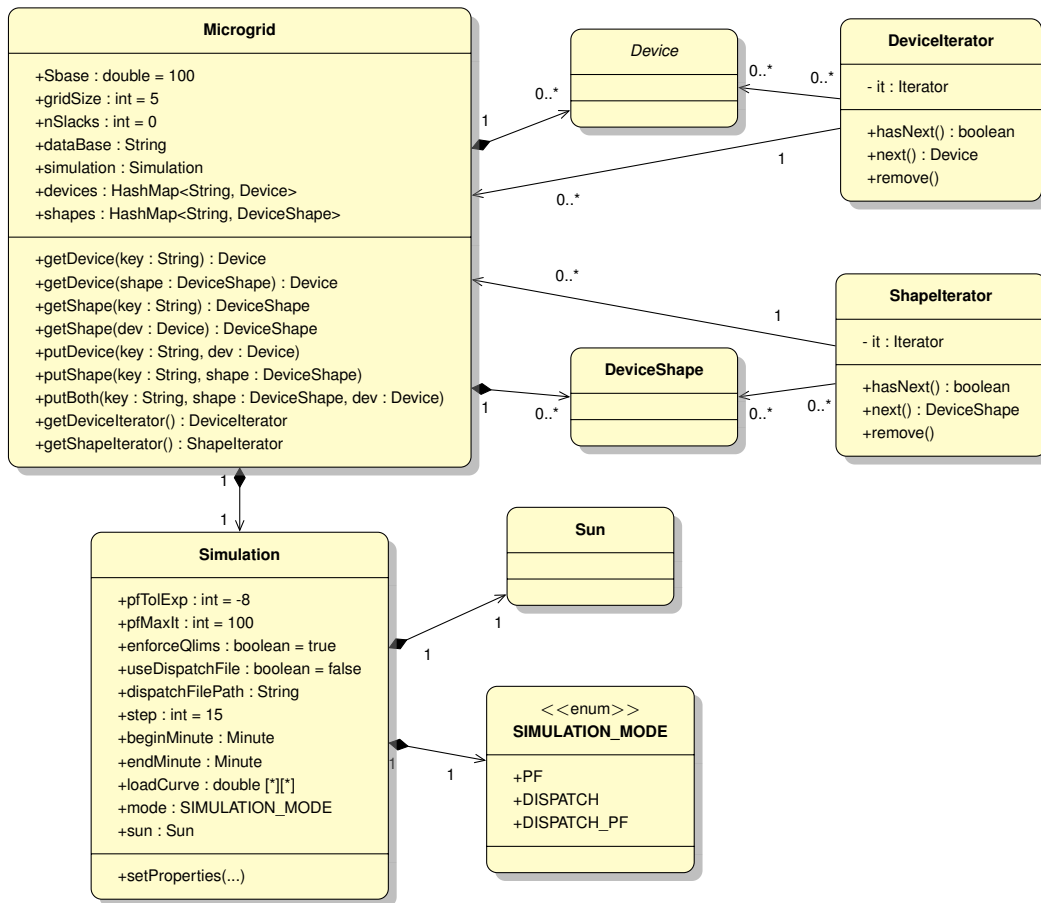 Microgrid
+Sbase : double = 100
+gridSize : int = 5
+nSlacks : int = 0
+dataBase : String
+simulation : Simulation
+devices : HashMap<String, Device>
+shapes : HashMap<String, DeviceShape>
+getDevice(key : String) : Device
+getDevice(shape : DeviceShape) : Device
+getShape(key : String) : DeviceShape
+getShape(dev : Device) : DeviceShape
+putDevice(key : String, dev : Device)
+putShape(key : String, shape : DeviceShape)
+putBoth(key : String, shape : DeviceShape, dev : Device)
+getDeviceIterator() : DeviceIterator
+getShapeIterator() : ShapeIterator
1
0..*
Device
0..*
0..*
DeviceIterator
- it : Iterator
+hasNext() : boolean
+next() : Device
+remove()
1
0..*
0..*
1
ShapeIterator
- it : Iterator
+hasNext() : boolean
+next() : DeviceShape
+remove()
DeviceShape
1
0..*
0..*
0..*
1
1
Simulation
+pfTolExp : int = -8
+pfMaxIt : int = 100
+enforceQlims : boolean = true
+useDispatchFile : boolean = false
+dispatchFilePath : String
+step : int = 15
+beginMinute : Minute
+endMinute : Minute
+loadCurve : double [*][*]
+mode : SIMULATION_MODE
+sun : Sun
+setProperties(...)
Sun
1
1
<<enum>>
SIMULATION_MODE
+PF
+DISPATCH
+DISPATCH_PF
1
1